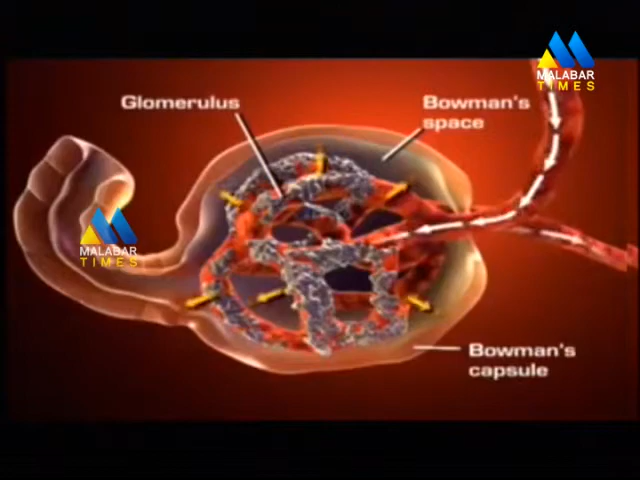 MALABAR
TIMES
Glomerulus
Bowman's
space
MALABAR
TIMES
Bowman's
capsule